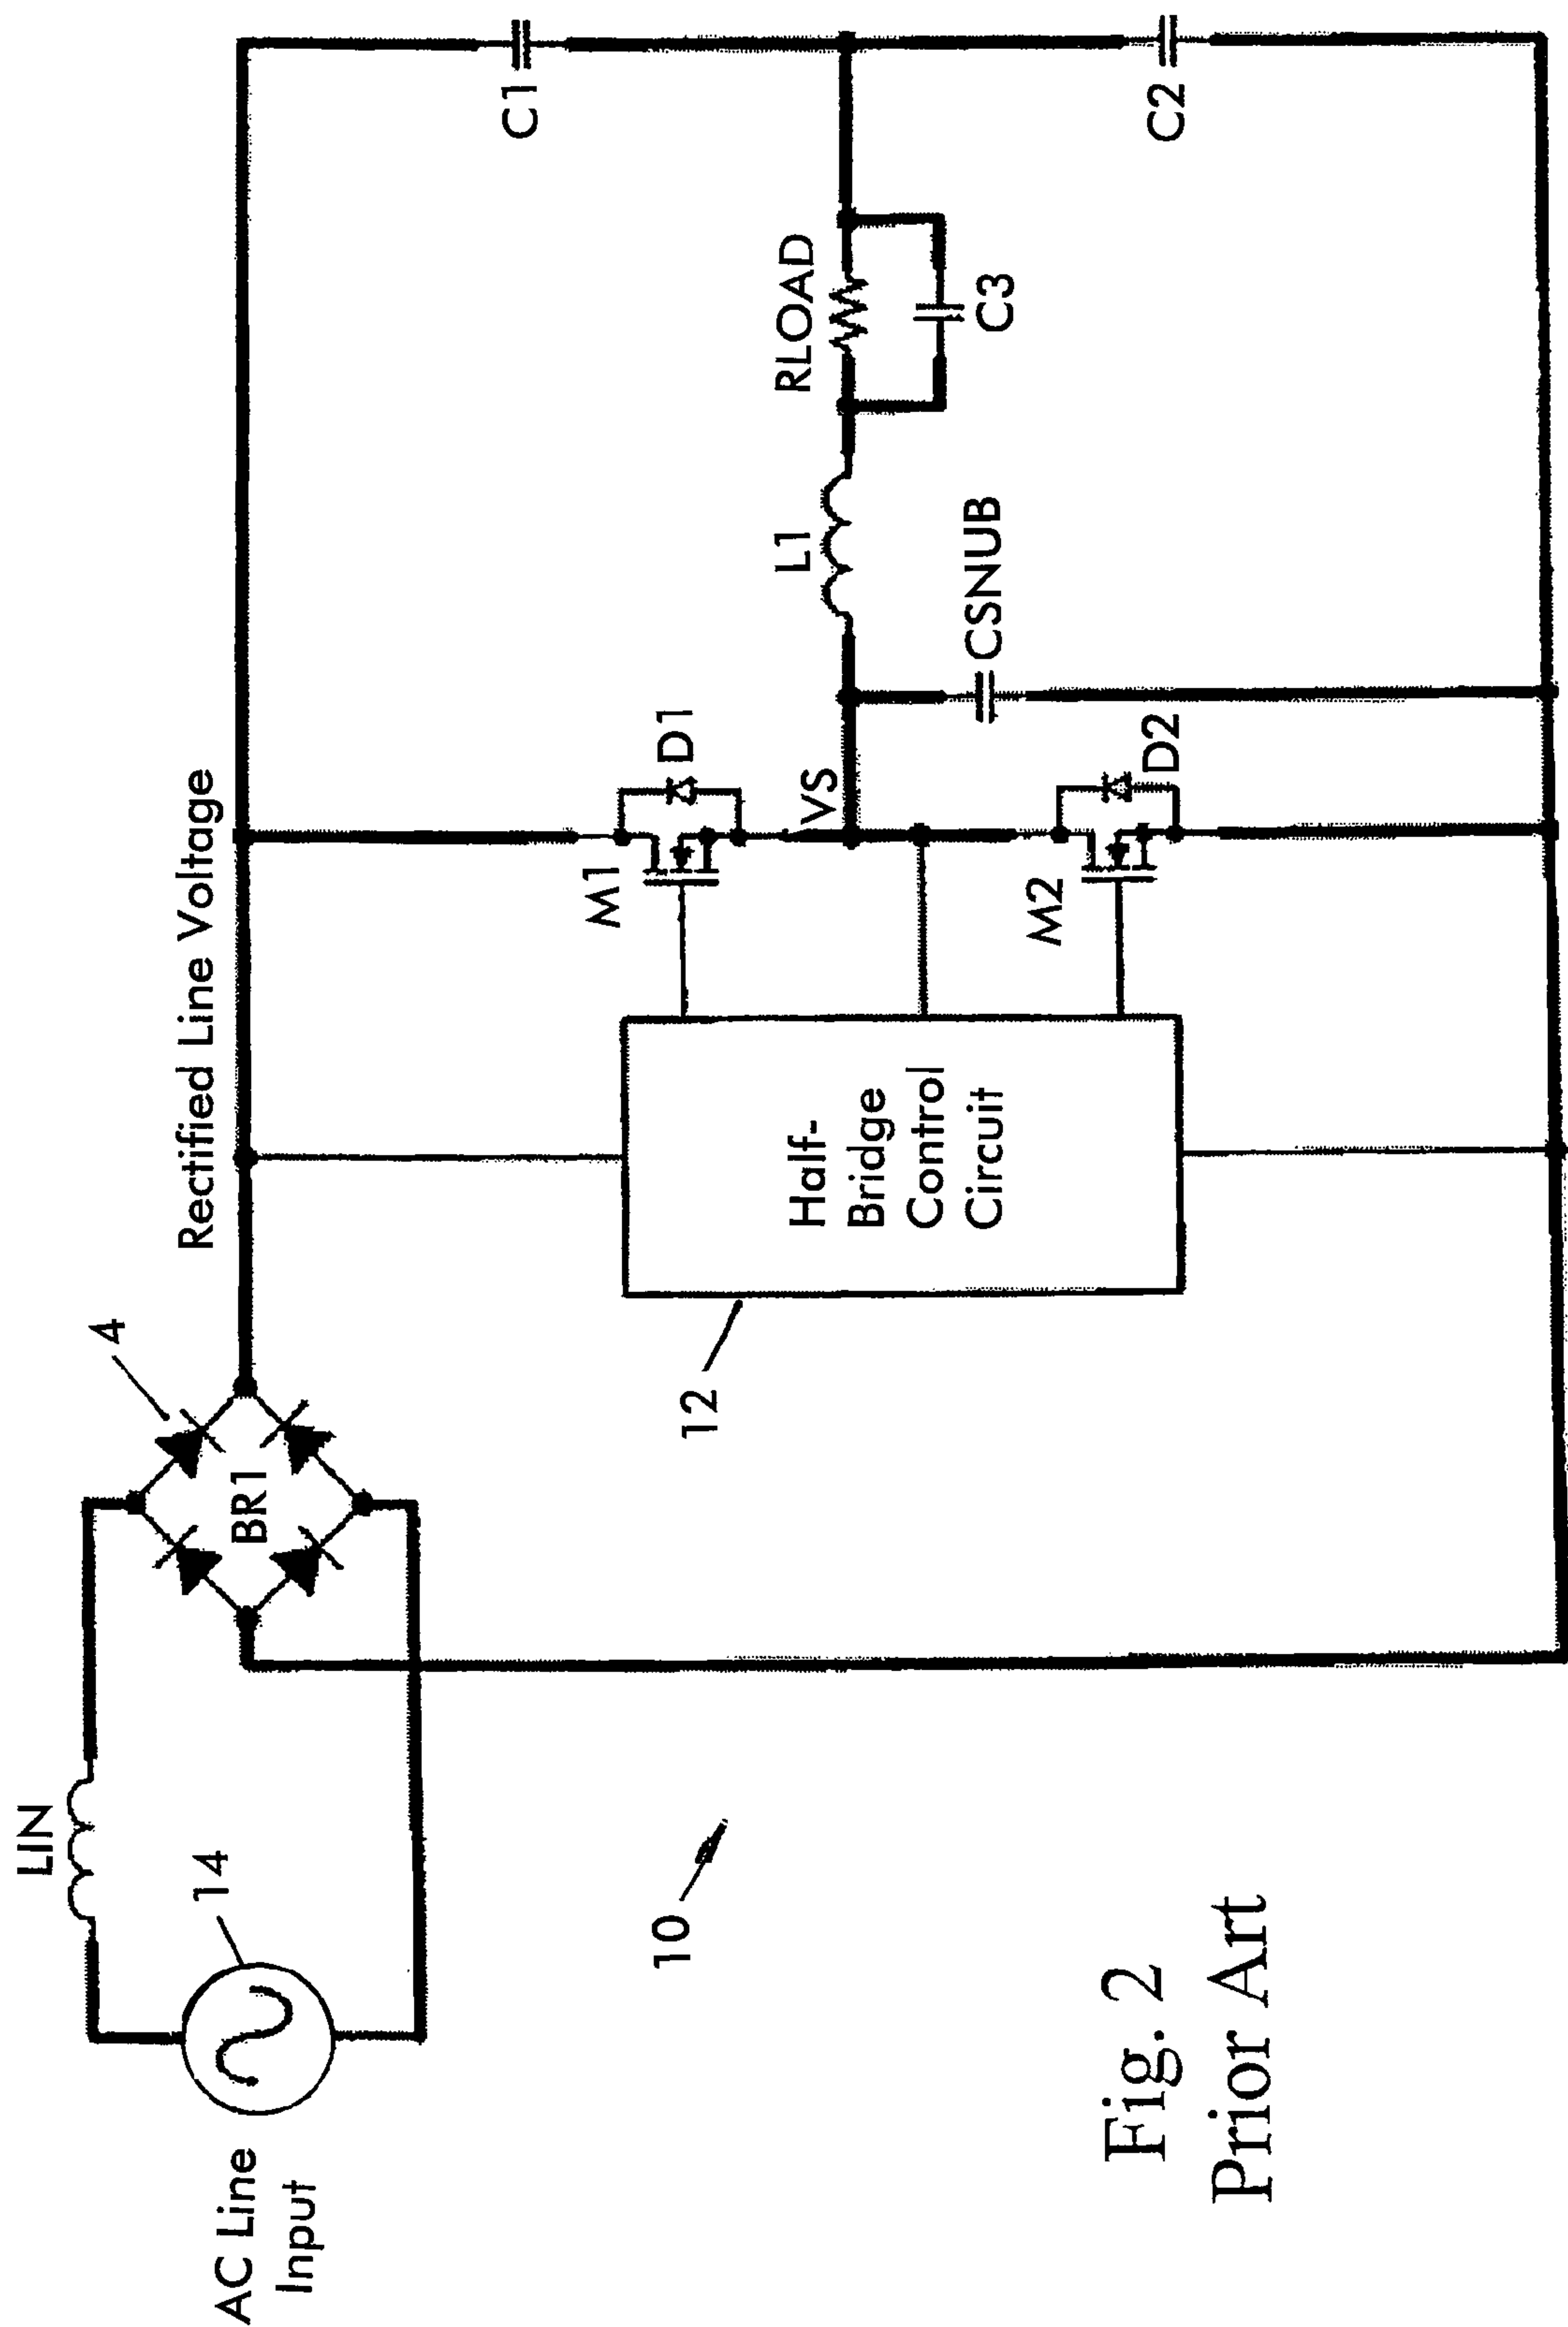 LIN
4
Rectified Line Voltage
14
BR1
AC Line
Input
M1
D1
C1
12
Half-
Bridge
Control
Circuit
VS
L1
RLOAD
10
CSNUB
C3
M2
D2
C2
Fig. 2
Prior Art